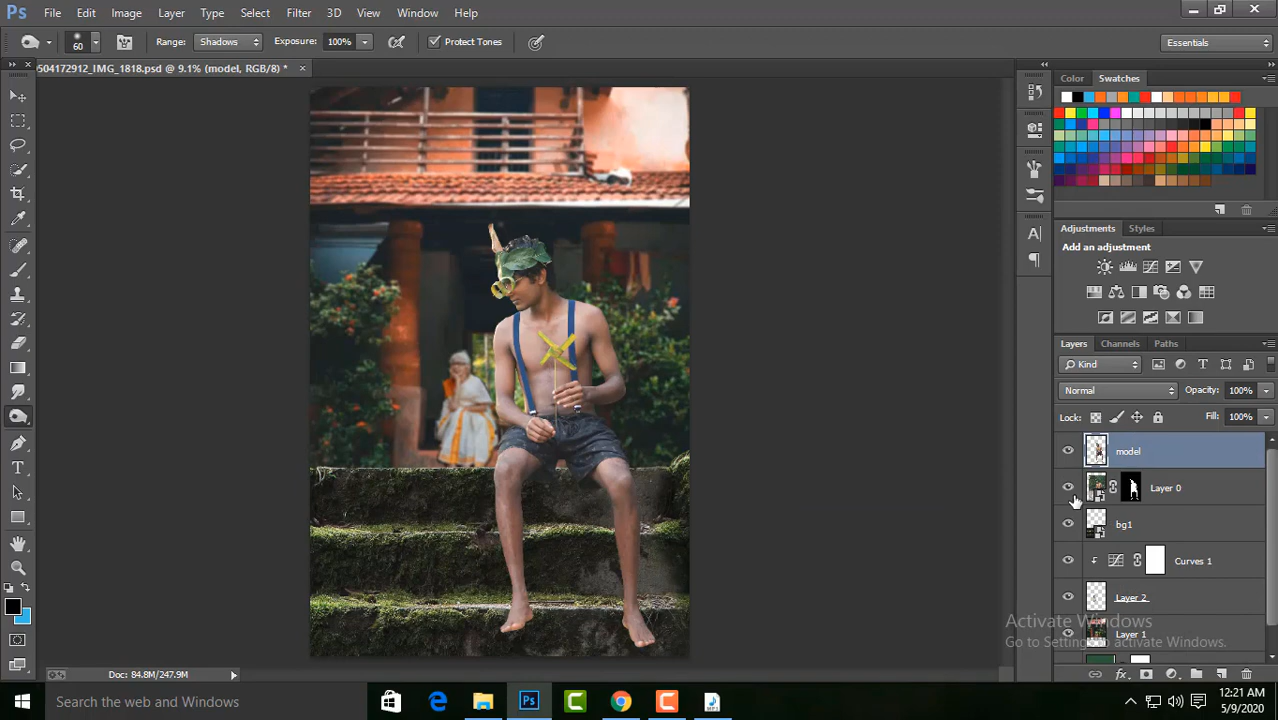 Ps File Edit Image Layer Type Select Filter 3D View Window Help
60 Range: Shadows Exposure: 100% Protect Tones Essentials
504172912_IMG_1818.psd @ 9.1% (model, RGB/8) *
Color Swatches
Adjustments Styles
Add an adjustment
Layers Channels Paths
Kind
Normal Opacity: 100%
Lock: Fill: 100%
model
Layer 0
bg1
Curves 1
Layer 2
Layer 1
Activate Windows
Go to Settings to activate Windows.
Doc: 84.8M/247.9M
Search the web and Windows
12:21 AM
5/9/2020